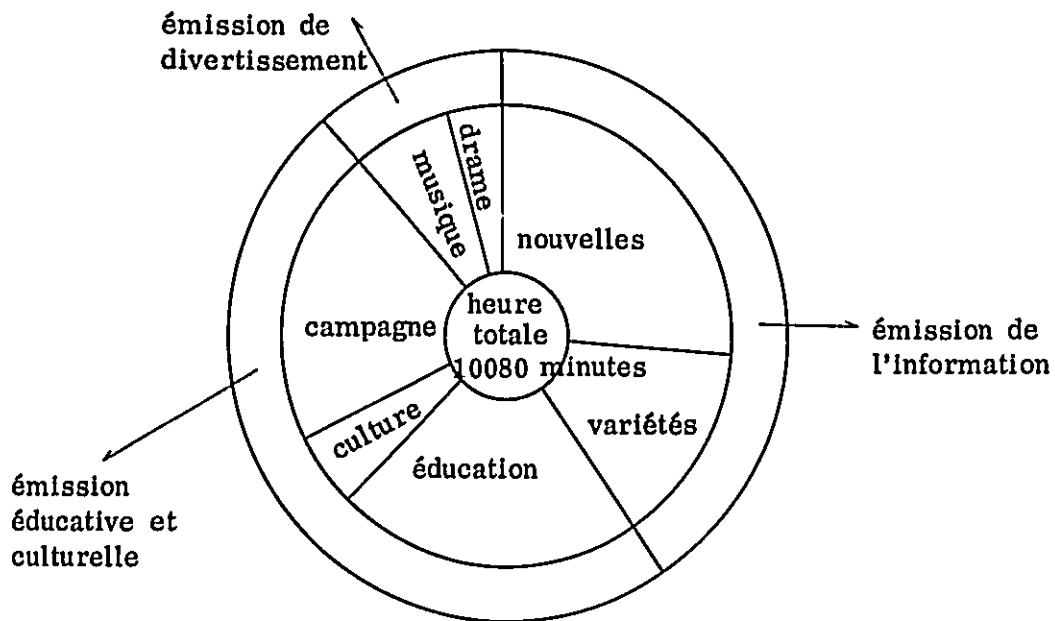 émission de
divertissement
drame
musique
nouvelles
campagne
heure
totale
10080 minutes
émission de
l'Information
culture
variétés
éducation
émission
éducative et
culturelle